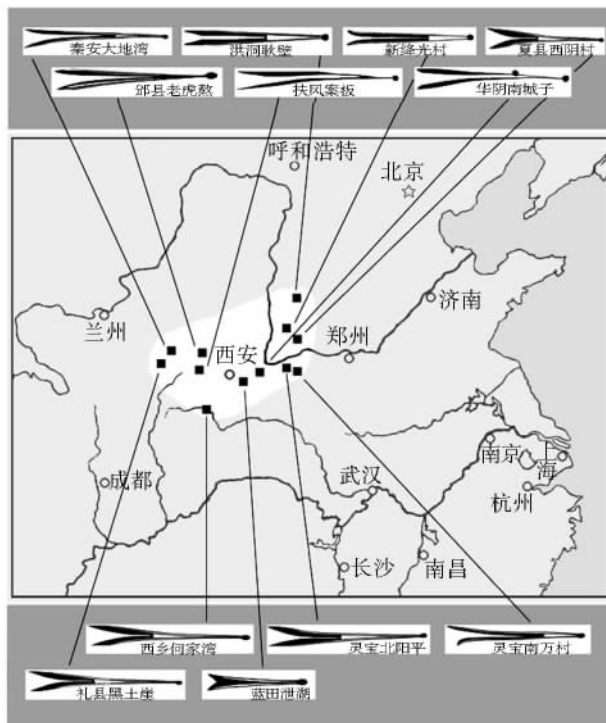 秦安大地湾
洪洞耿壁
新绛光村
夏县西阴村
邠县老虎熬
扶风案板
华阴南城子
呼和浩特
北京
兰州
济南
郑州
西安
成都
南京
上海
武汉
杭州
长沙
南昌
西乡何家湾
灵宝北阳平
灵宝南万村
礼县黑土崖
蓝田泄湖